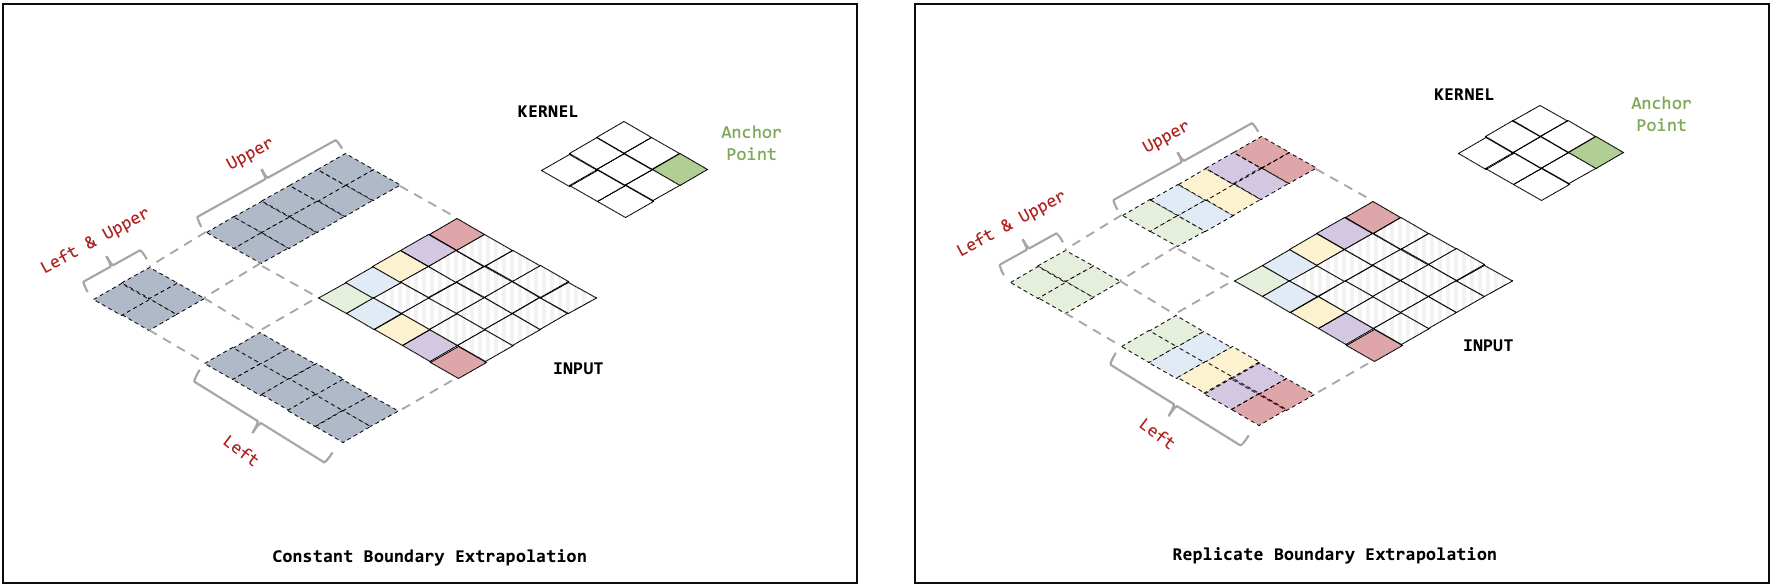 KERNEL
Anchor
Point
Upper
Left & Upper
INPUT
Left
Constant Boundary Extrapolation
KERNEL
Anchor
Point
Upper
Left & Upper
INPUT
Left
Replicate Boundary Extrapolation